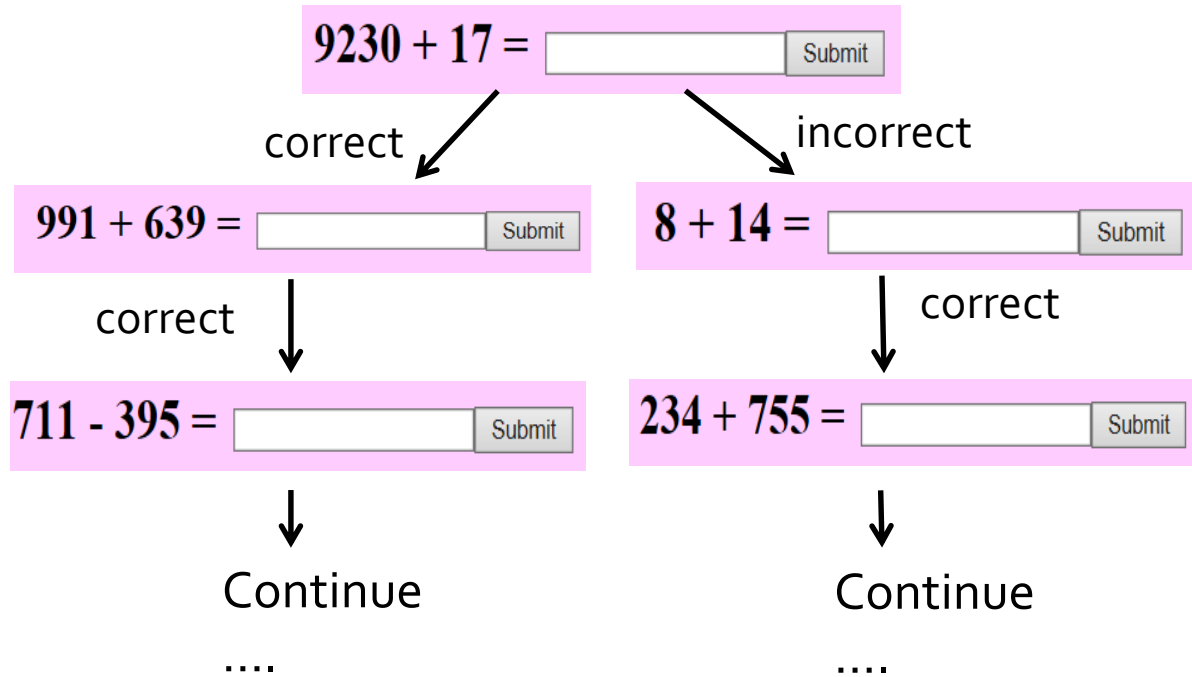 9230 + 17 = Submit
correct
incorrect
991 + 639 = Submit
8 + 14 = Submit
correct
correct
711 - 395 = Submit
234 + 755 = Submit
Continue
Continue
....
....